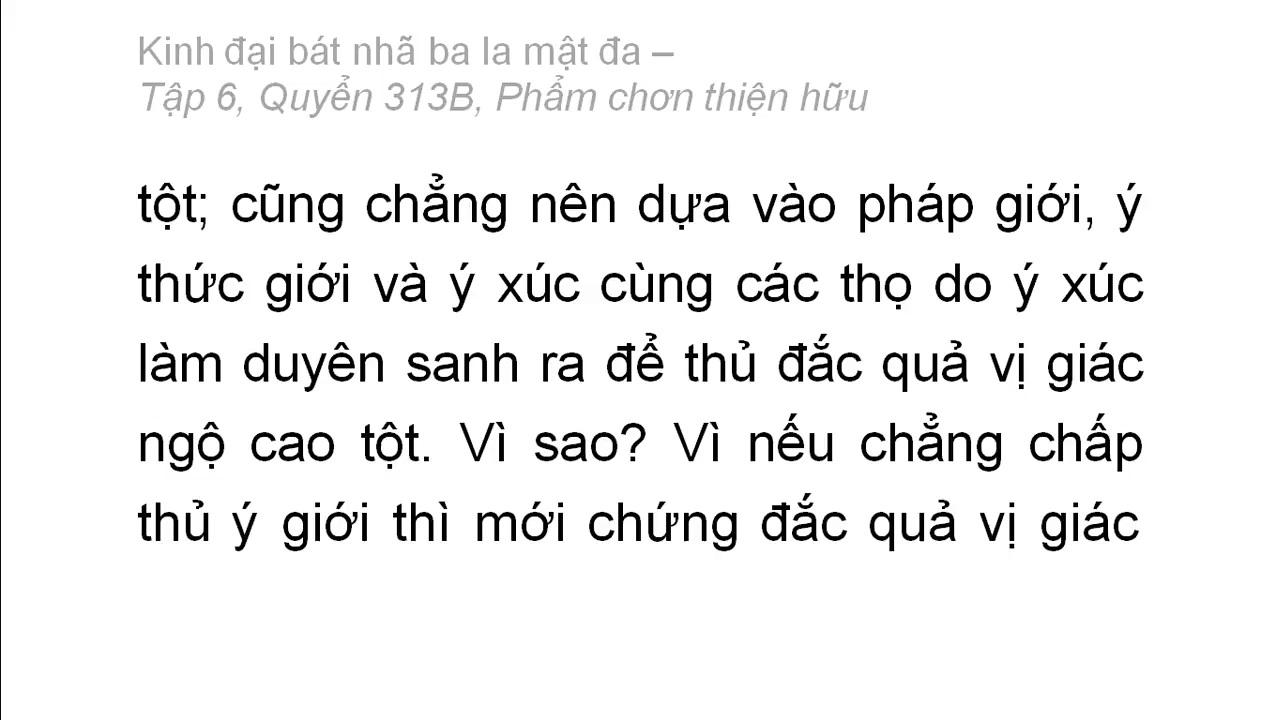 Kinh đại bát nhã ba la mật đa –
Tập 6, Quyển 313B, Phẩm chơn thiện hữu
tột; cũng chẳng nên dựa vào pháp giới, ý
thức giới và ý xúc cùng các thọ do ý xúc
làm duyên sanh ra để thủ đắc quả vị giác
ngộ cao tột. Vì sao? Vì nếu chẳng chấp
thủ ý giới thì mới chứng đắc quả vị giác